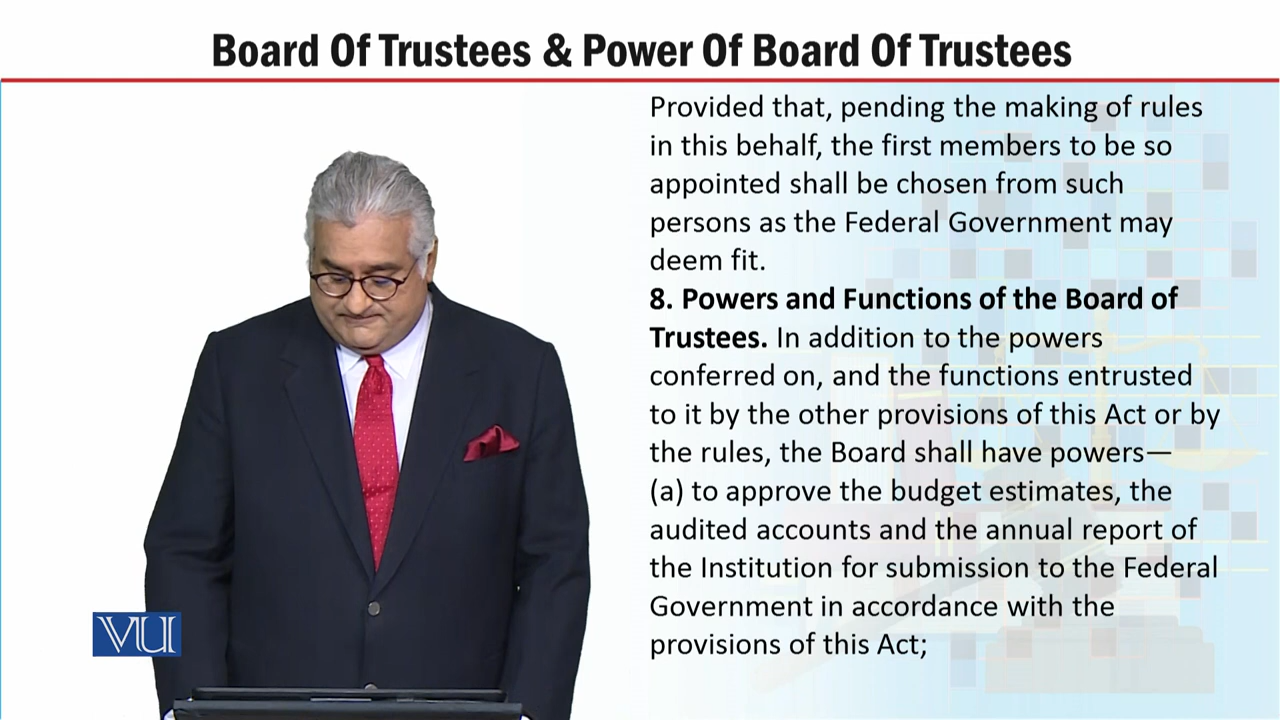 Board Of Trustees & Power Of Board Of Trustees
Provided that, pending the making of rules
in this behalf, the first members to be so
appointed shall be chosen from such
persons as the Federal Government may
deem fit.
8. Powers and Functions of the Board of
Trustees. In addition to the powers
conferred on, and the functions entrusted
to it by the other provisions of this Act or by
the rules, the Board shall have powers—
(a) to approve the budget estimates, the
audited accounts and the annual report of
the Institution for submission to the Federal
Government in accordance with the
provisions of this Act;
VU